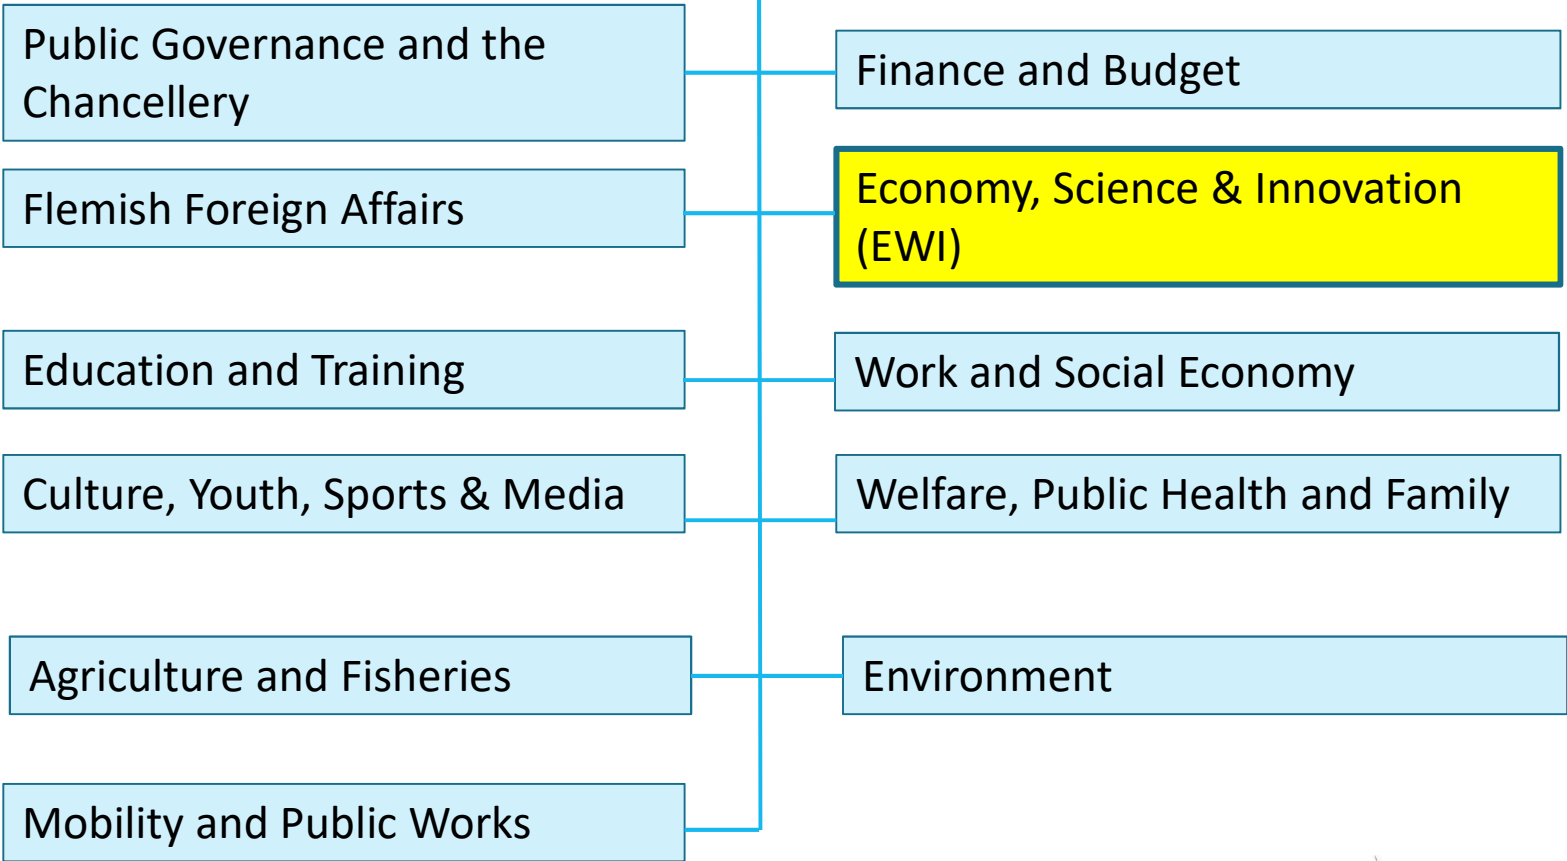 Public Governance and the
Chancellery
Finance and Budget
Flemish Foreign Affairs
Economy, Science & Innovation
(EWI)
Education and Training
Work and Social Economy
Culture, Youth, Sports & Media
Welfare, Public Health and Family
Agriculture and Fisheries
Environment
Mobility and Public Works